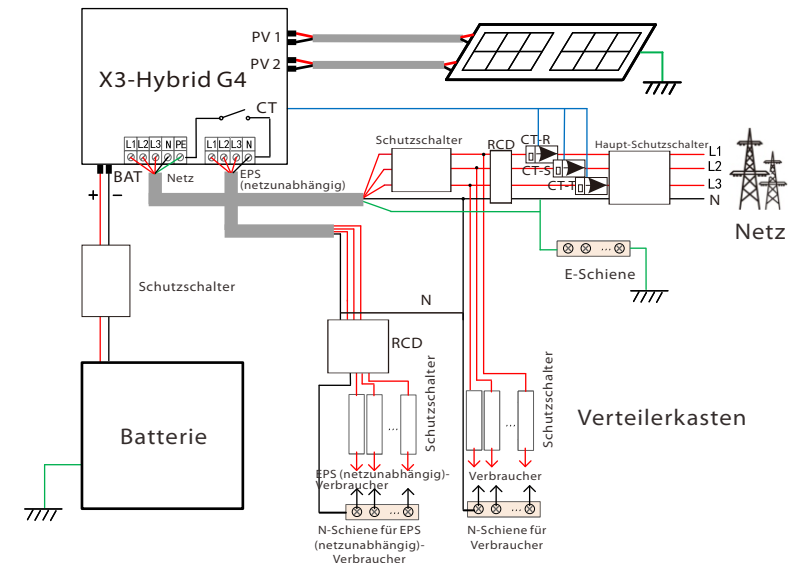 PV 1
PV 2
X3-Hybrid G4
CT
L1 L2 L3 N PE
L1 L2 L3 N
BAT
Netz
EPS
(netzunabhängig)
+ −
Schutzschalter
RCD
CT-R
CT-S
CT-T
Haupt-Schutzschalter
L1
L2
L3
N
Netz
E-Schiene
...
Schutzschalter
N
RCD
Schutzschalter
Schutzschalter
...
...
Batterie
Verteilerkasten
EPS (netzunabhängig)-
Verbraucher
Verbraucher
...
...
N-Schiene für EPS
(netzunabhängig)-
Verbraucher
N-Schiene für
Verbraucher